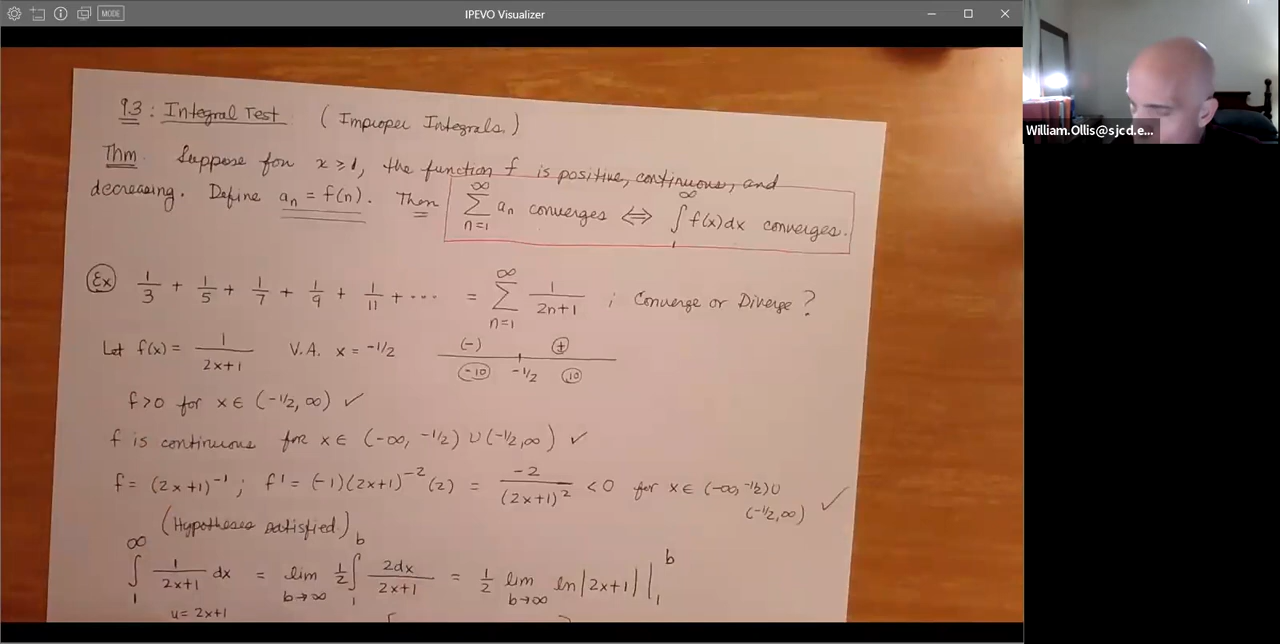 MODE
IPEVO Visualizer
William.Ollis@sjcd.e...
9.3 : Integral Test (Improper Integrals)
Thm. Suppose for x ≥ 1, the function f is positive, continuous, and
decreasing. Define aₙ = f(n). Then ∑_{n=1}^{∞} aₙ converges ⇔ ∫_1^∞ f(x)dx converges.
Ex 1/3 + 1/5 + 1/7 + 1/9 + 1/11 + ··· = ∑_{n=1}^{∞} 1/(2n+1) ; Converge or Diverge ?
Let f(x) = 1/(2x+1) V.A. x = -1/2 (-) (+)
-10 -1/2 10
f>0 for x ∈ (-1/2, ∞) ✓
f is continuous for x ∈ (-∞, -1/2) ∪ (-1/2, ∞) ✓
f = (2x+1)^{-1} ; f' = (-1)(2x+1)^{-2}(2) = -2/(2x+1)^2 < 0 for x ∈ (-∞, -1/2) ∪
(-1/2, ∞) ✓
(Hypotheses satisfied)
∫_1^∞ 1/(2x+1) dx = lim_{b→∞} 1/2 ∫_1^b 2dx/(2x+1) = 1/2 lim_{b→∞} ln|2x+1| |_1^b
u = 2x+1